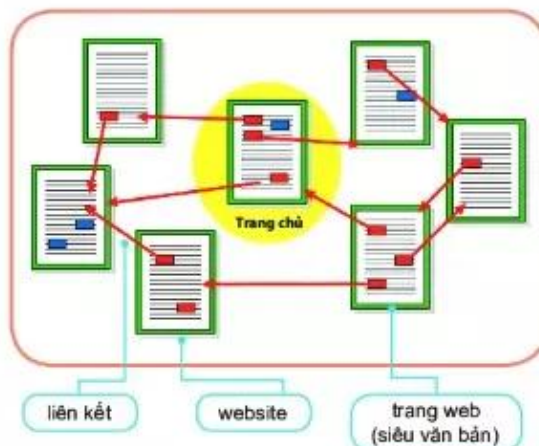 Trang chủ
liên kết
website
trang web
(siêu văn bản)